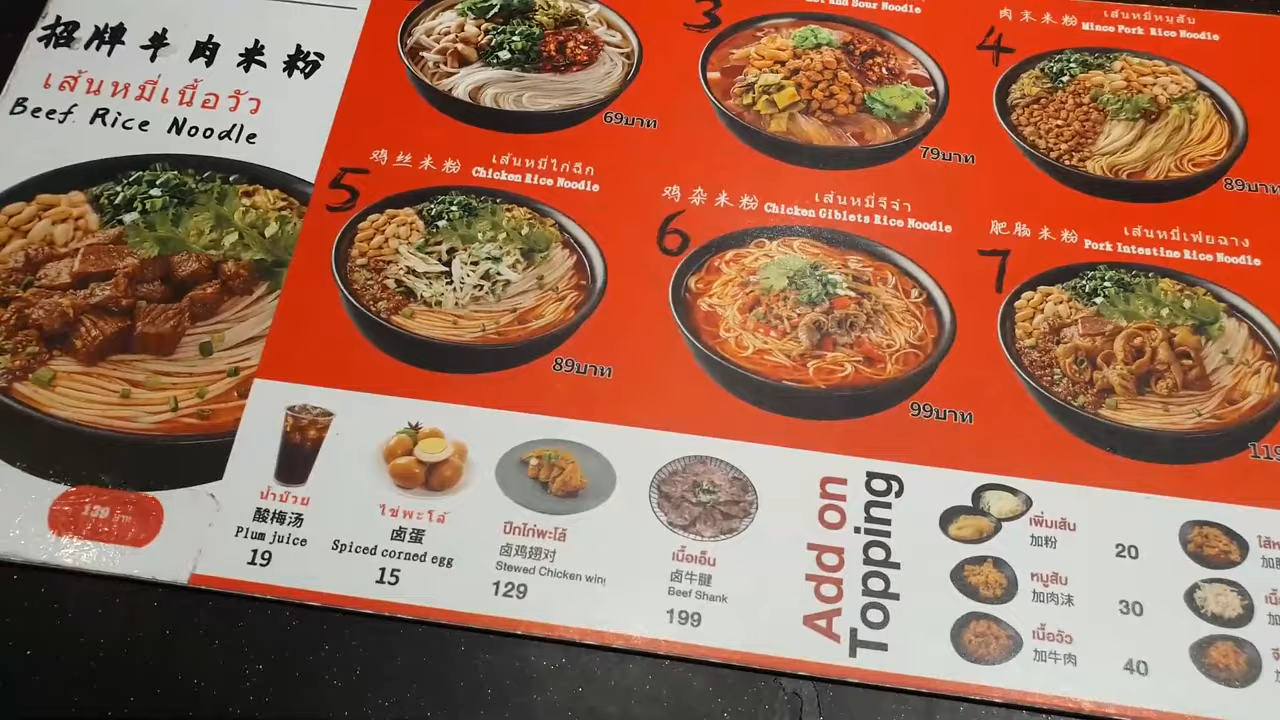 招牌牛肉米粉
เส้นหมี่เนื้อวัว
Beef Rice Noodle
139 บาท
69บาท
3
and Sour Noodle
79บาท
4
肉末米粉
เส้นหมี่หมูสับ
Mince Pork Rice Noodle
89บาท
5
鸡丝米粉
เส้นหมี่ไก่ฉีก
Chicken Rice Noodle
89บาท
6
鸡杂米粉
เส้นหมี่จีจ๋า
Chicken Giblets Rice Noodle
99บาท
7
肥肠米粉
เส้นหมี่เฟยฉาง
Pork Intestine Rice Noodle
119
น้ำบ๊วย
酸梅汤
Plum juice
19
ไข่พะโล้
卤蛋
Spiced corned egg
15
ปีกไก่พะโล้
卤鸡翅对
Stewed Chicken wing
129
เนื้อเอ็น
卤牛腱
Beef Shank
199
Add on
Topping
เพิ่มเส้น
加粉
20
หมูสับ
加肉沫
30
เนื้อวัว
加牛肉
40